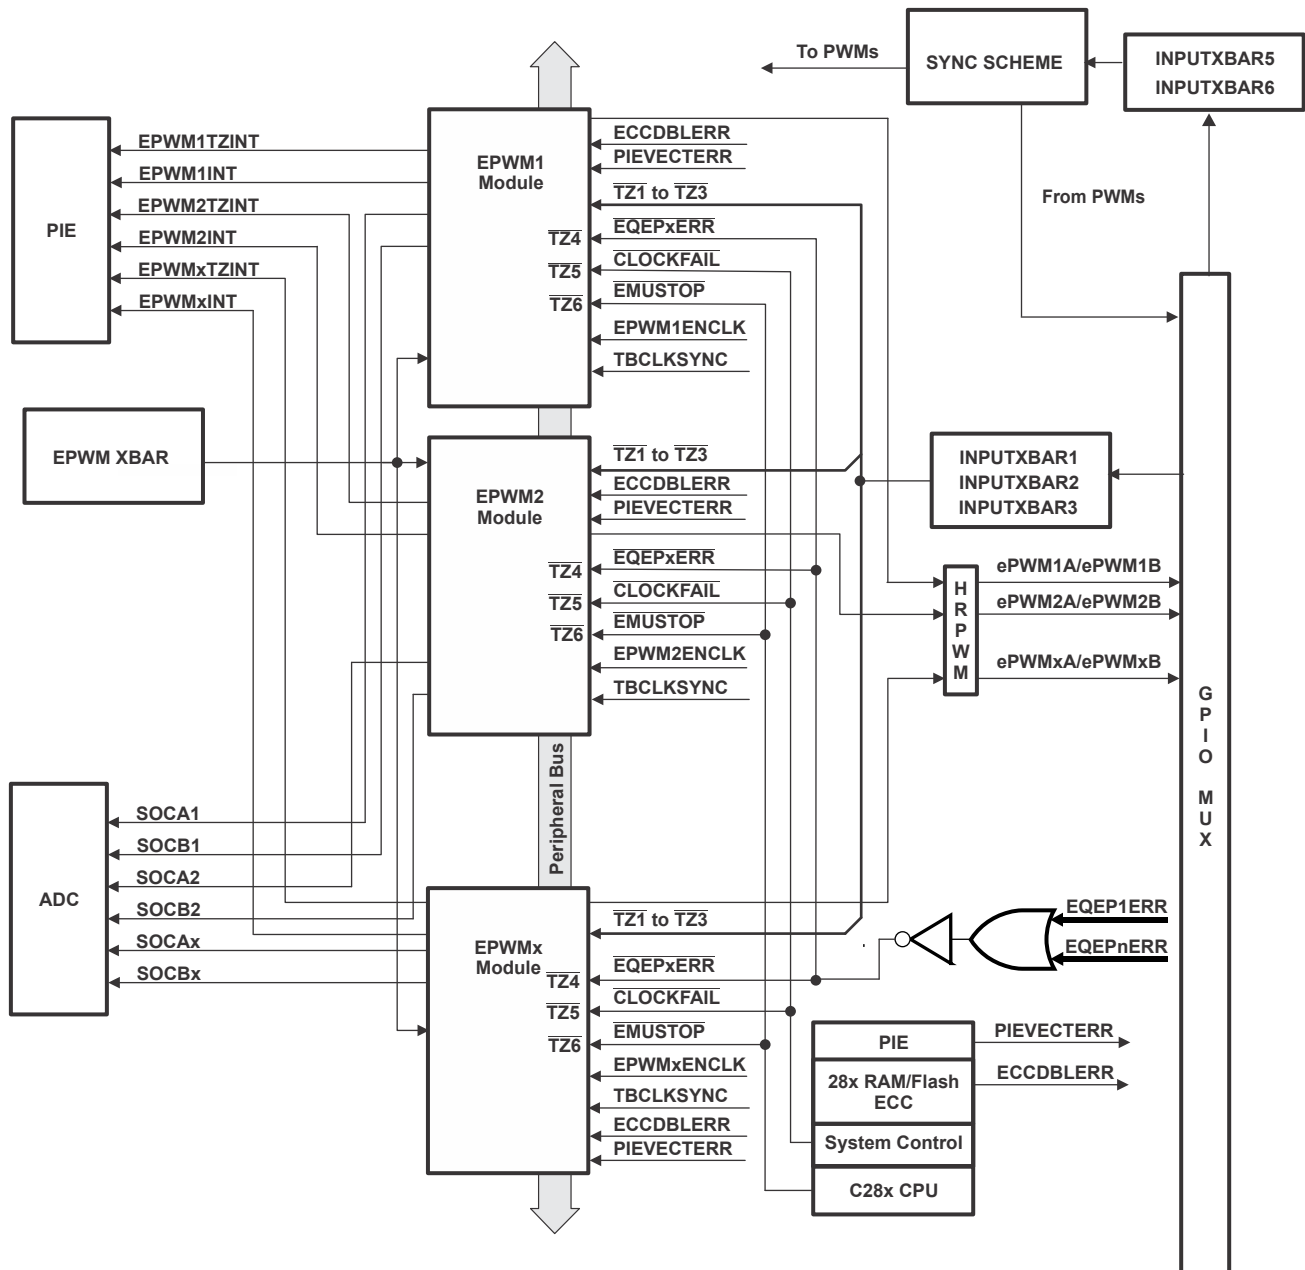 To PWMs
SYNC SCHEME
INPUTXBAR5
INPUTXBAR6
From PWMs
PIE
EPWM1TZINT
EPWM1INT
EPWM2TZINT
EPWM2INT
EPWMxTZINT
EPWMxINT
EPWM1
Module
ECCDBLERR
PIEVECTERR
TZ1 to TZ3
TZ4
EQEPxERR
TZ5
CLOCKFAIL
TZ6
EMUSTOP
EPWM1ENCLK
TBCLKSYNC
EPWM XBAR
EPWM2
Module
TZ1 to TZ3
ECCDBLERR
PIEVECTERR
TZ4
EQEPxERR
TZ5
CLOCKFAIL
TZ6
EMUSTOP
EPWM2ENCLK
TBCLKSYNC
INPUTXBAR1
INPUTXBAR2
INPUTXBAR3
HRPWM
ePWM1A/ePWM1B
ePWM2A/ePWM2B
ePWMxA/ePWMxB
GPIO MUX
Peripheral Bus
ADC
SOCA1
SOCB1
SOCA2
SOCB2
SOCAx
SOCBx
EPWMx
Module
TZ1 to TZ3
TZ4
EQEPxERR
TZ5
CLOCKFAIL
TZ6
EMUSTOP
EPWMxENCLK
TBCLKSYNC
ECCDBLERR
PIEVECTERR
EQEP1ERR
EQEPnERR
PIE
PIEVECTERR
28x RAM/Flash
ECC
ECCDBLERR
System Control
C28x CPU